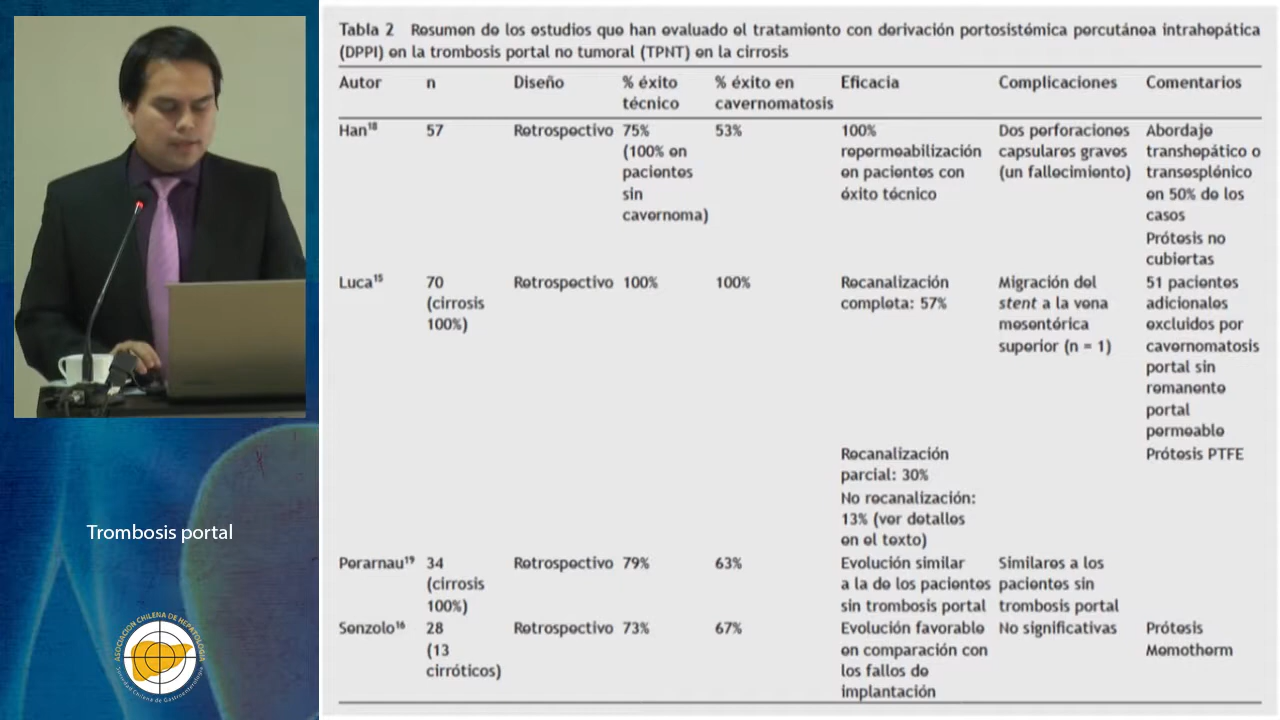 Tabla 2 Resumen de los estudios que han evaluado el tratamiento con derivación portosistémica percutánea intrahepática
(DPPI) en la trombosis portal no tumoral (TPNT) en la cirrosis
Autor n Diseño % éxito técnico % éxito en cavernomatosis Eficacia Complicaciones Comentarios
Han18 57 Retrospectivo 75% 53% 100% Dos perforaciones Abordaje
(100% en repermeabilización capsulares graves transhepático o
pacientes en pacientes con (un fallecimiento) transesplénico
sin éxito técnico en 50% de los
cavernoma) casos
Prótesis no
cubiertas
Luca15 70 Retrospectivo 100% 100% Recanalización Migración del 51 pacientes
(cirrosis completa: 57% stent a la vena adicionales
100%) mesentérica excluidos por
superior (n = 1) cavernomatosis
portal sin
remanente
portal
permeable
Recanalización Prótesis PTFE
parcial: 30%
No recanalización:
13% (ver detalles
en el texto)
Perarnau19 34 Retrospectivo 79% 63% Evolución similar Similares a los
(cirrosis a la de los pacientes pacientes sin
100%) sin trombosis portal trombosis portal
Senzolo16 28 Retrospectivo 73% 67% Evolución favorable No significativas Prótesis
(13 en comparación con Memotherm
cirróticos) los fallos de
implantación
Trombosis portal
ASOCIACIÓN CHILENA DE HEPATOLOGÍA
Sociedad Chilena de Gastroenterología